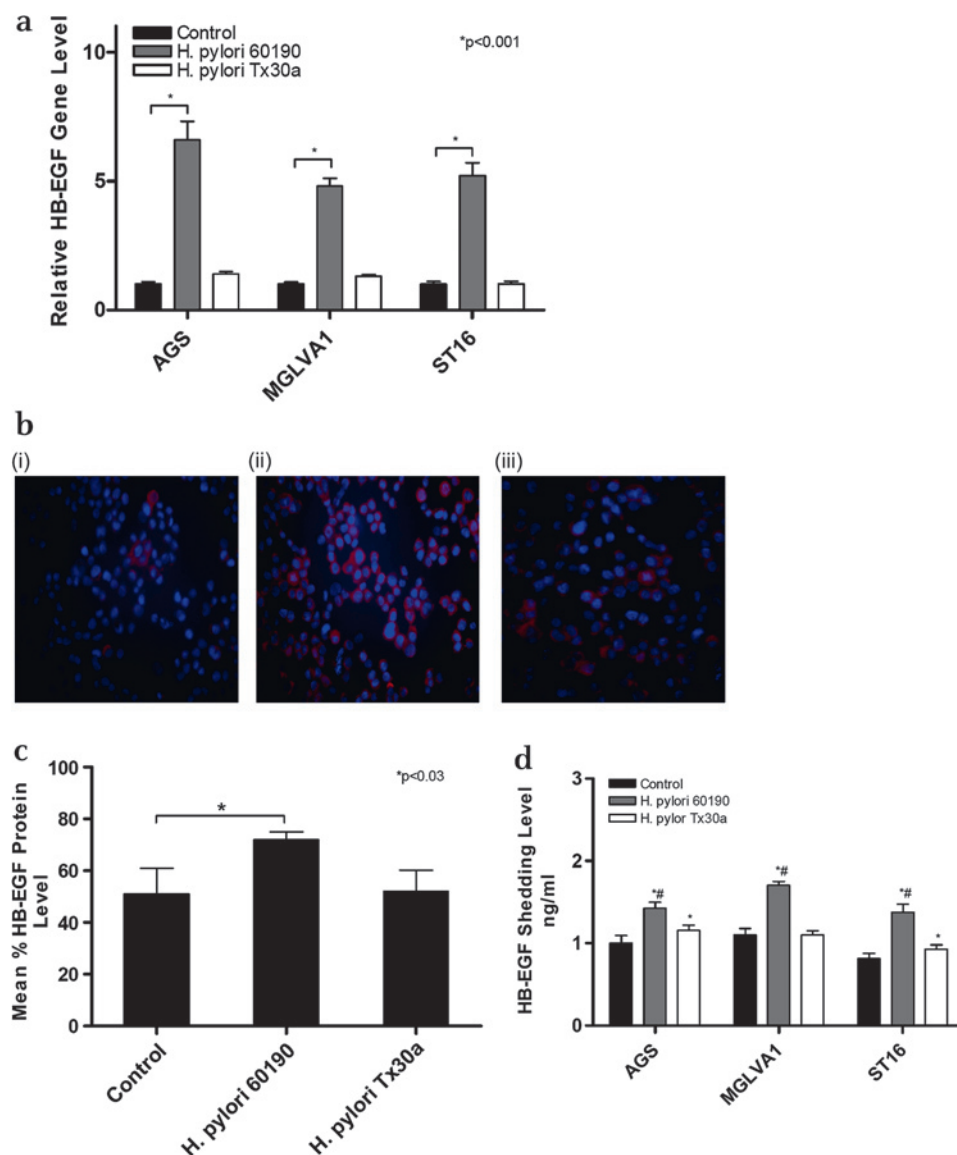 a
Relative HB-EGF Gene Level
10
5
0
Control
H. pylori 60190
H. pylori Tx30a
*p<0.001
*
*
*
AGS
MGLVA1
ST16
b
(i)
(ii)
(iii)
c
Mean % HB-EGF Protein
Level
100
80
60
40
20
0
*p<0.03
*
Control
H. pylori 60190
H. pylori Tx30a
d
HB-EGF Shedding Level
ng/ml
3
2
1
0
Control
H. pylori 60190
H. pylor Tx30a
*#
*
*#
*#
*
AGS
MGLVA1
ST16